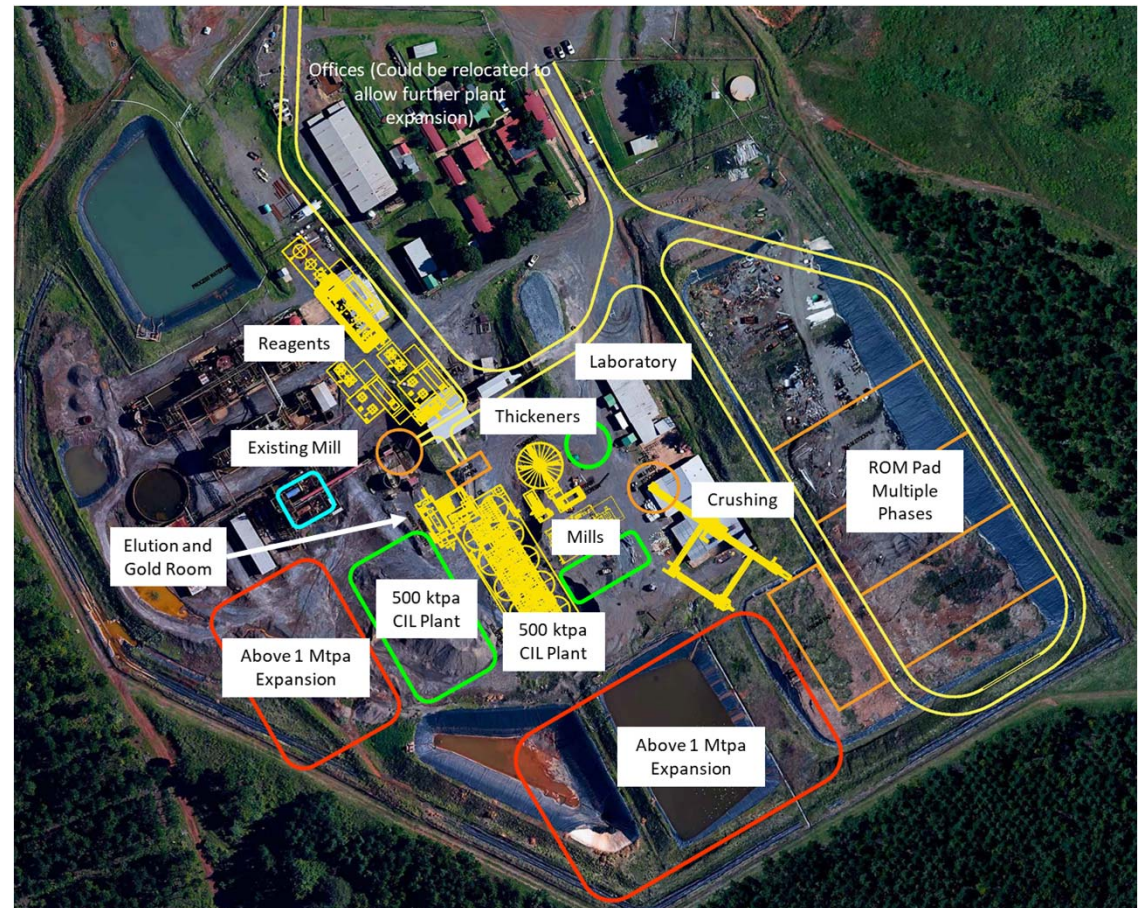 Offices (Could be relocated to
allow further plant
expansion)
Reagents
Laboratory
Thickeners
Existing Mill
ROM Pad
Multiple
Phases
Crushing
Elution and
Gold Room
Mills
500 ktpa
CIL Plant
500 ktpa
CIL Plant
Above 1 Mtpa
Expansion
Above 1 Mtpa
Expansion